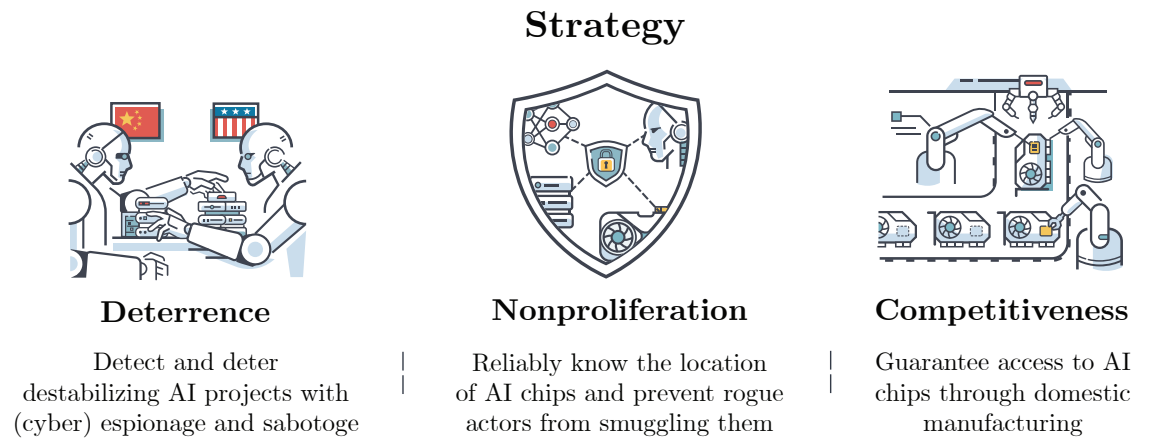 Strategy
Deterrence
Detect and deter
destabilizing AI projects with
(cyber) espionage and sabotoge
Nonproliferation
Reliably know the location
of AI chips and prevent rogue
actors from smuggling them
Competitiveness
Guarantee access to AI
chips through domestic
manufacturing